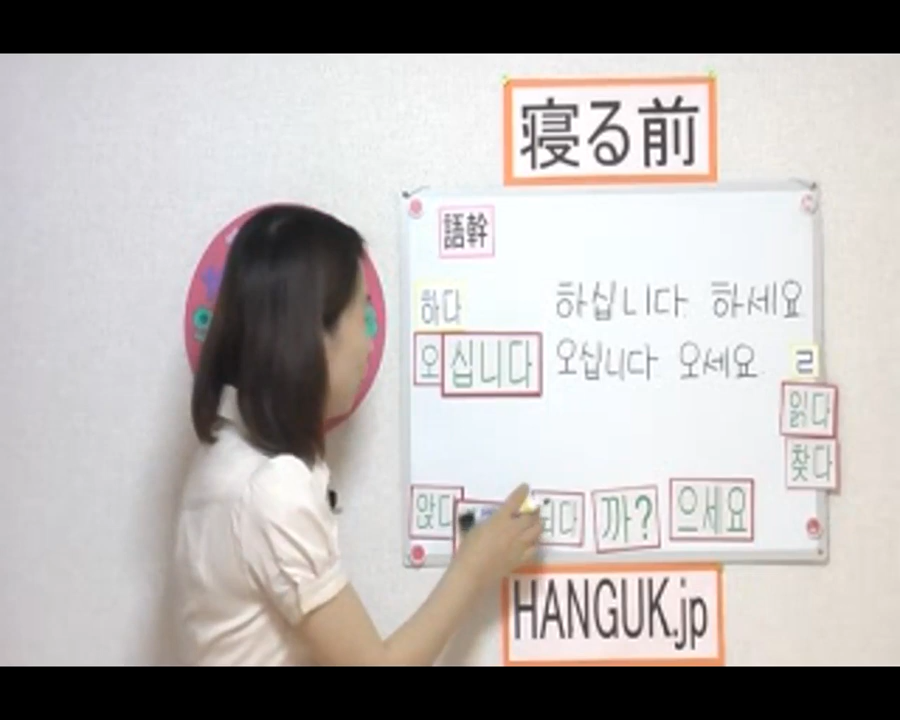 寝る前
語幹
하다 하십니다 하세요
오십니다 오십니다 오세요 ㄹ
읽다
찾다
앉다 까? 으세요
HANGUK.jp